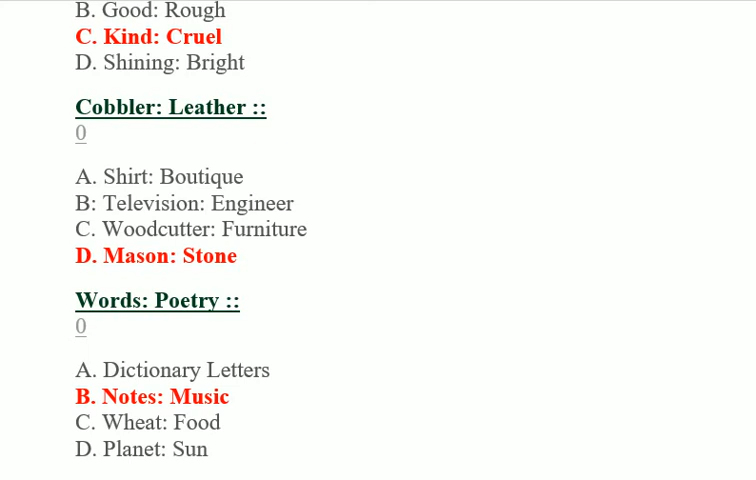 B. Good: Rough
C. Kind: Cruel
D. Shining: Bright
Cobbler: Leather ::
0
A. Shirt: Boutique
B: Television: Engineer
C. Woodcutter: Furniture
D. Mason: Stone
Words: Poetry ::
0
A. Dictionary Letters
B. Notes: Music
C. Wheat: Food
D. Planet: Sun